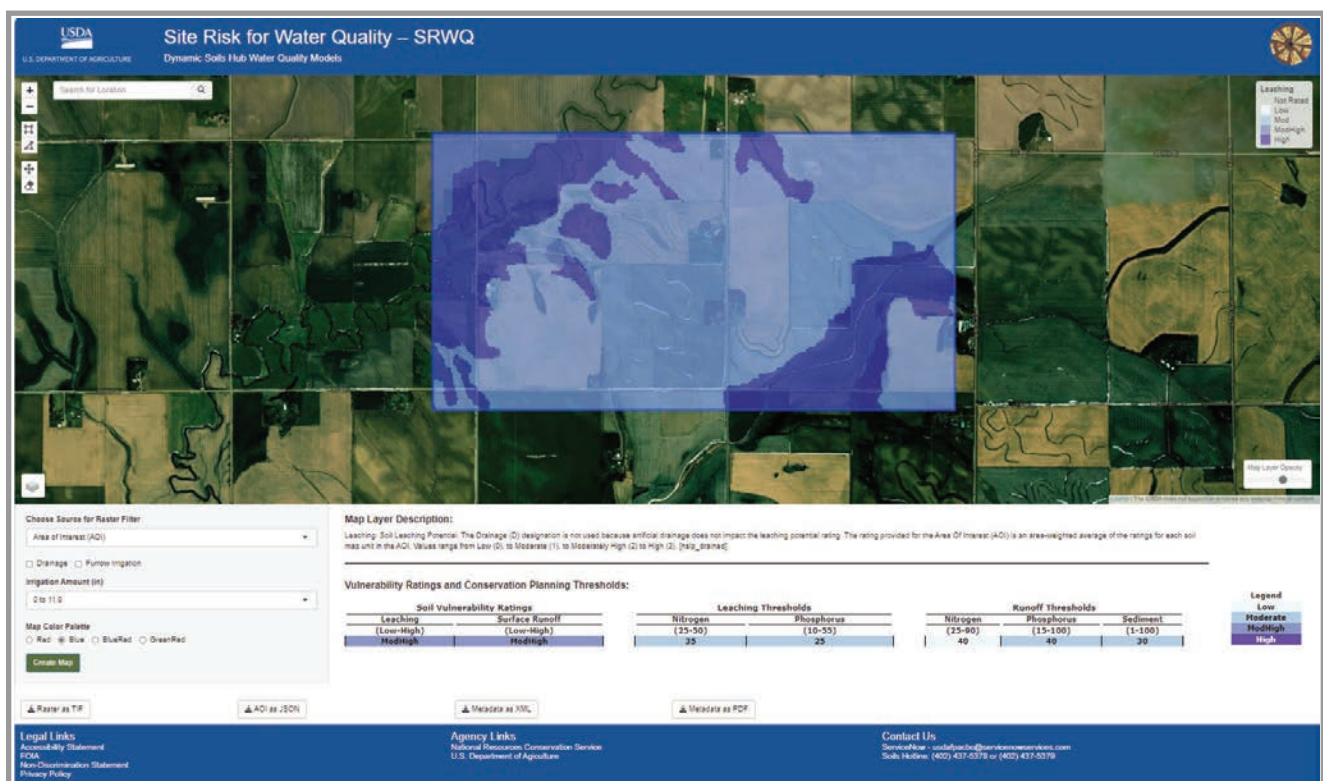 USDA
U.S. DEPARTMENT OF AGRICULTURE
Site Risk for Water Quality – SRWQ
Dynamic Soils Hub Water Quality Models
+
−
Search for Location
Leaching
Not Rated
Low
Mod
ModHigh
High
Map Layer Opacity
Choose Source for Raster Filter
Area of Interest (AOI)
Drainage Furrow Irrigation
Irrigation Amount (in)
0 to 11.9
Map Color Palette
Red Blue BlueRed GreenRed
Create Map
Map Layer Description:
Leaching: Soil Leaching Potential. The Drainage (D) designation is not used because artificial drainage does not impact the leaching potential rating. The rating provided for the Area Of Interest (AOI) is an area-weighted average of the ratings for each soil
map unit in the AOI. Values range from Low (0), to Moderate (1), to Moderately High (2) to High (3).
Vulnerability Ratings and Conservation Planning Thresholds:
Soil Vulnerability Ratings
Leaching Surface Runoff
(Low-High) (Low-High)
ModHigh ModHigh
Leaching Thresholds
Nitrogen Phosphorus
(25-50) (10-55)
35 25
Runoff Thresholds
Nitrogen Phosphorus Sediment
(25-90) (15-100) (1-100)
40 40 30
Legend
Low
Moderate
ModHigh
High
Raster as TIF
AOI as JSON
Metadata as XML
Metadata as PDF
Legal Links
Accessibility Statement
FOIA
Non-Discrimination Statement
Privacy Policy
Agency Links
National Resources Conservation Service
U.S. Department of Agriculture
Contact Us
ServiceNow - usdafpacbc@servicenowservices.com
Soils Hotline: (402) 437-5378 or (402) 437-5379